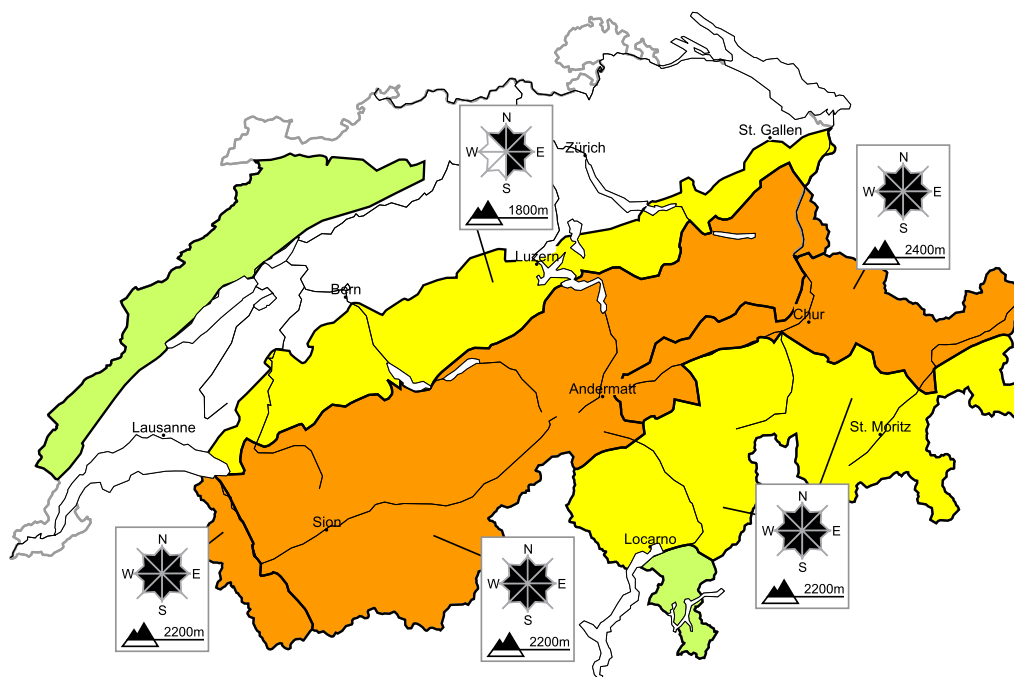 St. Gallen
Zürich
N
W E
S
1800m
N
W E
S
2400m
Luzern
Bern
Chur
Andermatt
Lausanne
St. Moritz
Sion
Locarno
N
W E
S
2200m
N
W E
S
2200m
N
W E
S
2200m